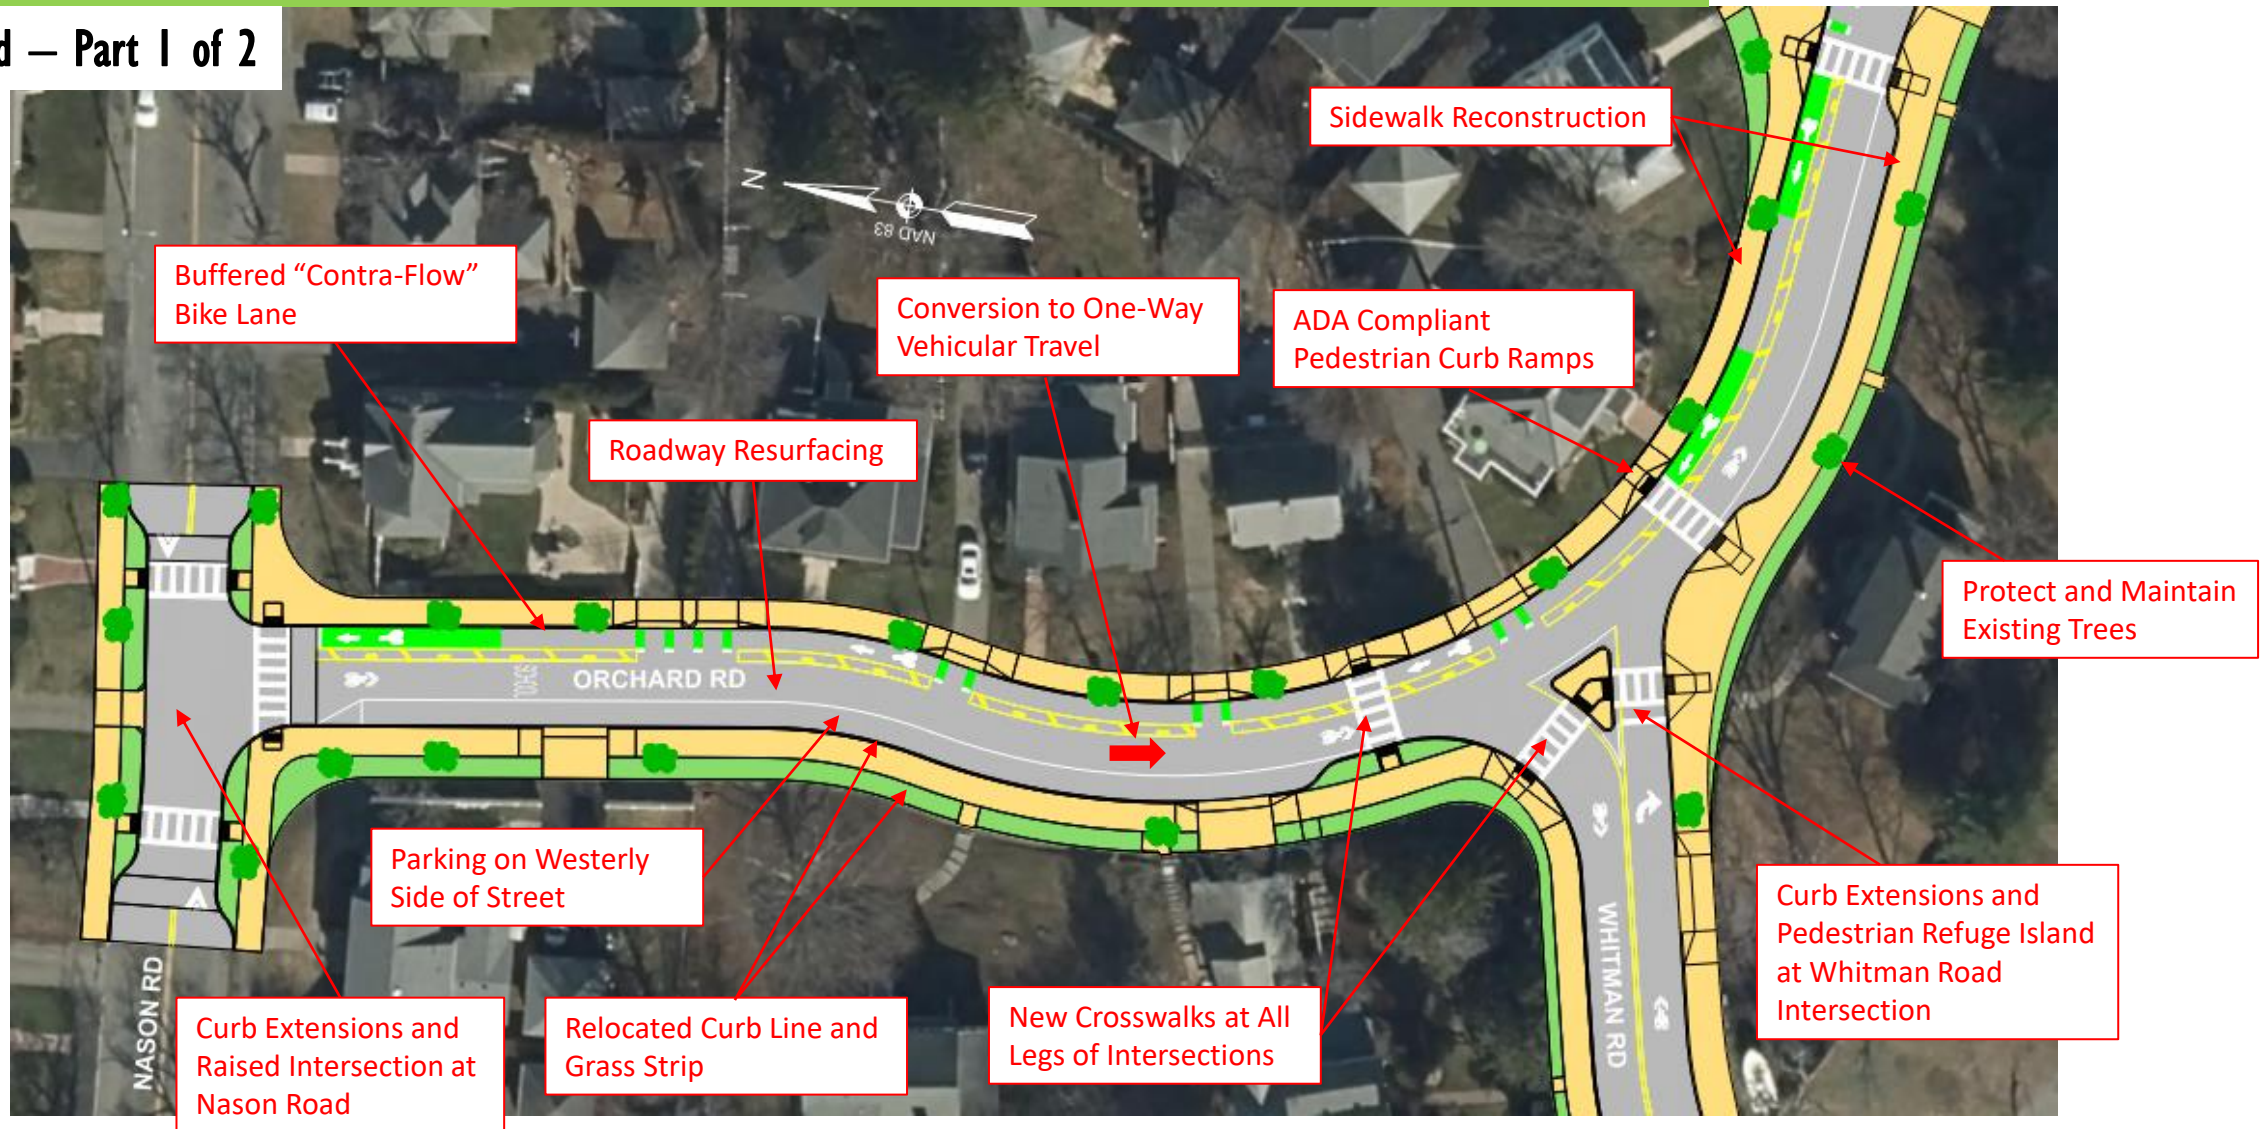 d – Part 1 of 2
Sidewalk Reconstruction
N
NAD 83
Buffered “Contra-Flow”
Bike Lane
Conversion to One-Way
Vehicular Travel
ADA Compliant
Pedestrian Curb Ramps
Roadway Resurfacing
Protect and Maintain
Existing Trees
SCHOOL
ORCHARD RD
Parking on Westerly
Side of Street
Curb Extensions and
Pedestrian Refuge Island
at Whitman Road
Intersection
WHITMAN RD
NASON RD
Curb Extensions and
Raised Intersection at
Nason Road
Relocated Curb Line and
Grass Strip
New Crosswalks at All
Legs of Intersections